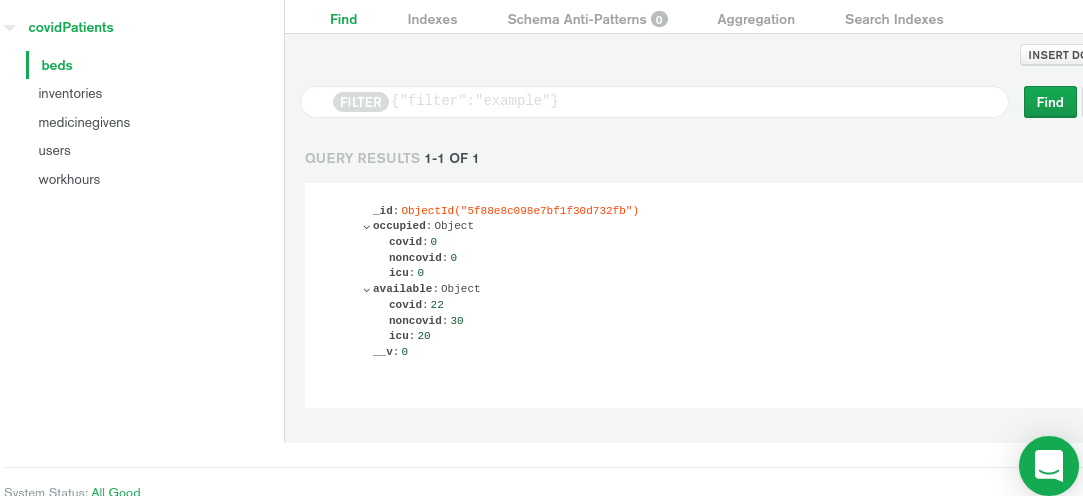 covidPatients
beds
inventories
medicinegivens
users
workhours
Find Indexes Schema Anti-Patterns 0 Aggregation Search Indexes
INSERT DO
FILTER {"filter":"example"}
Find
QUERY RESULTS 1-1 OF 1
_id: ObjectId("5f88e8c098e7bf1f30d732fb")
occupied: Object
covid: 0
noncovid: 0
icu: 0
available: Object
covid: 22
noncovid: 30
icu: 20
__v: 0
System Status: All Good